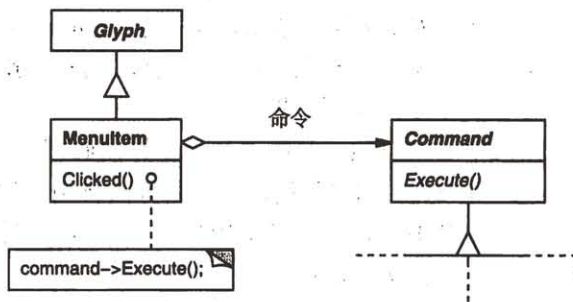 Glyph
MenuItem
命令
Command
Clicked()
Execute()
command->Execute();